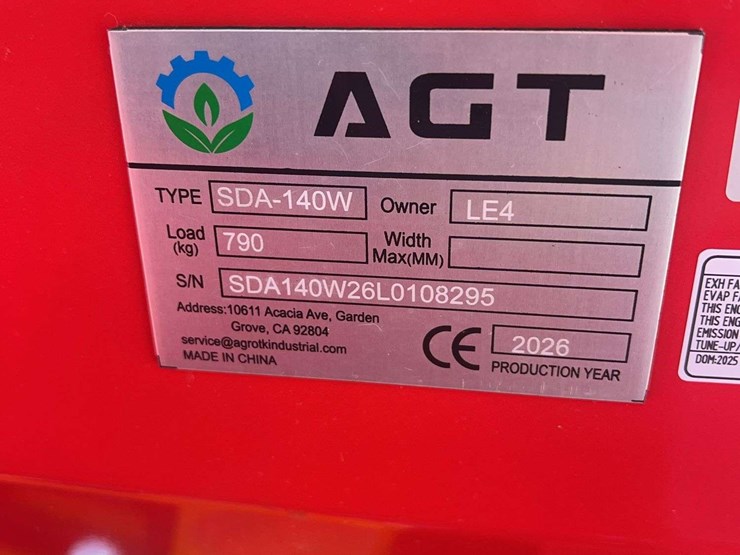 AGT
TYPE SDA-140W Owner LE4
Load (kg) 790 Width Max(MM)
S/N SDA140W26L0108295
Address:10611 Acacia Ave, Garden
Grove, CA 92804
service@agrotkindustrial.com
MADE IN CHINA
CE 2026
PRODUCTION YEAR
EXH FA
EVAP FA
THIS ENG
THIS ENG
EMISSION
TUNE-UP/
DOM:2025